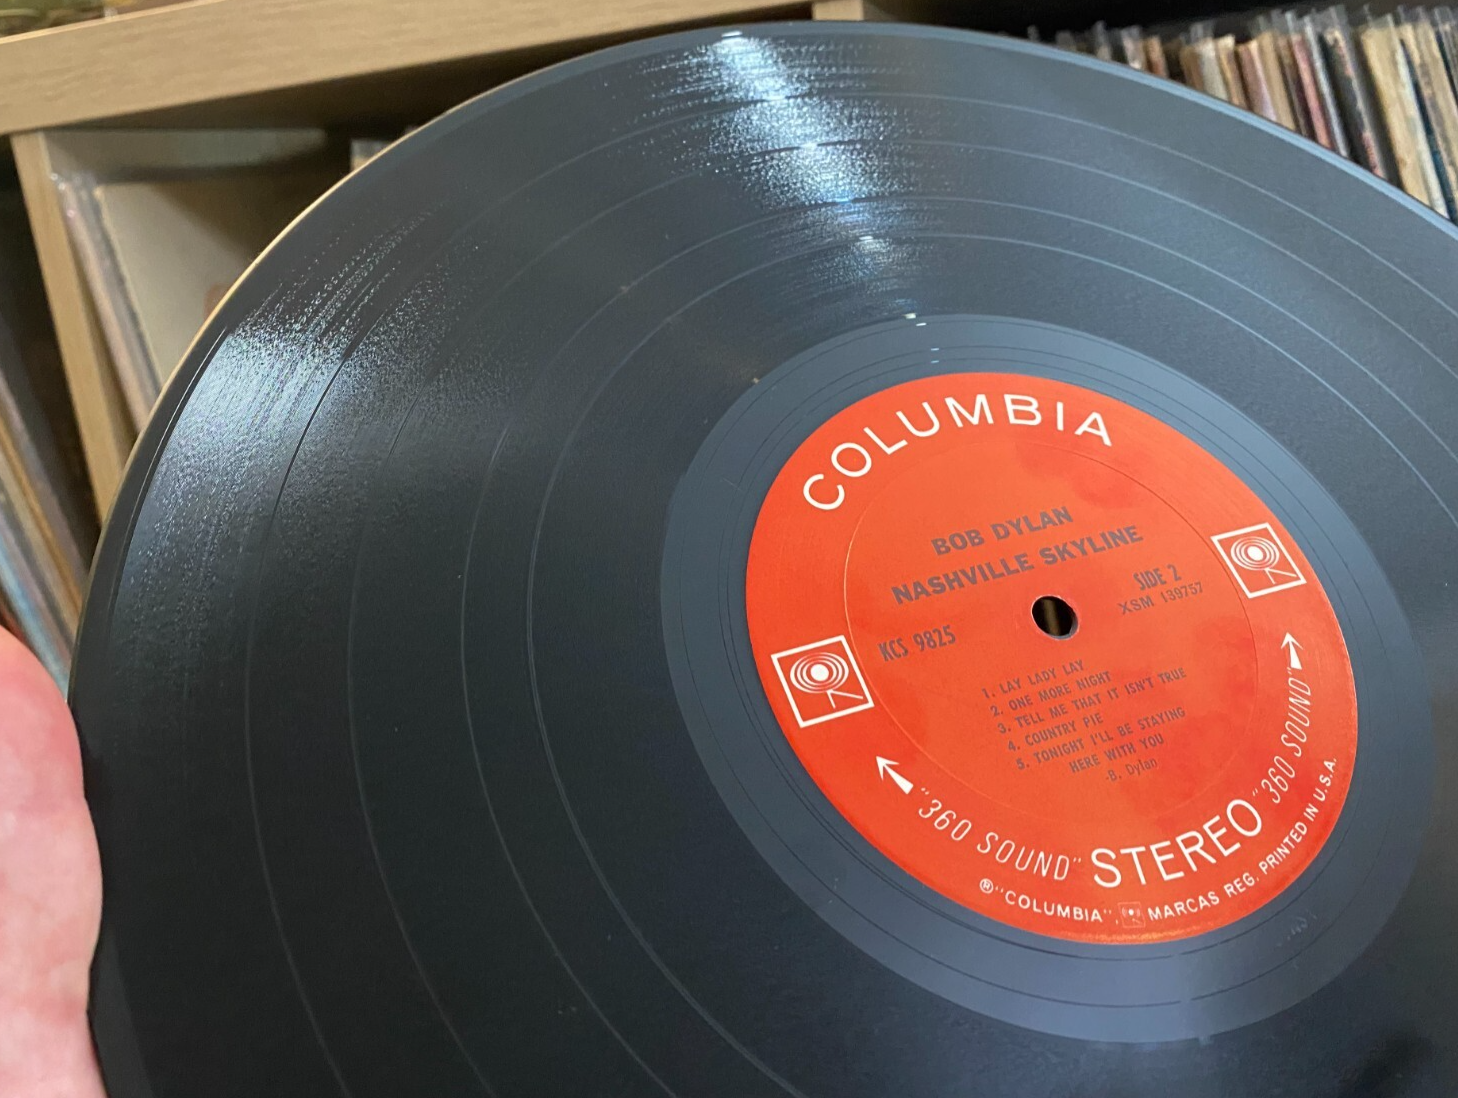 COLUMBIA
BOB DYLAN
NASHVILLE SKYLINE
SIDE 2
XSM 139757
KCS 9825
1. LAY LADY LAY
2. ONE MORE NIGHT
3. TELL ME THAT IT ISN'T TRUE
4. COUNTRY PIE
5. TONIGHT I'LL BE STAYING
HERE WITH YOU
-B. Dylan
"360 SOUND" STEREO "360 SOUND"
®"COLUMBIA", MARCAS REG. PRINTED IN U.S.A.